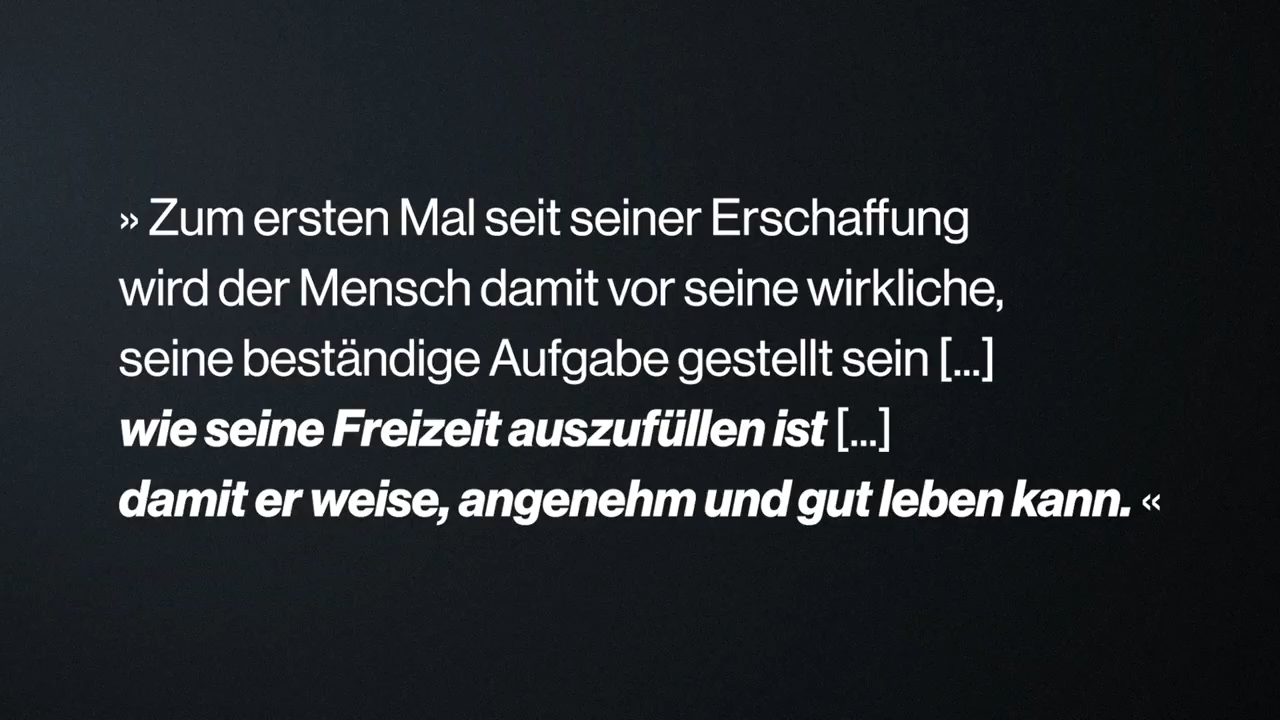 » Zum ersten Mal seit seiner Erschaffung
wird der Mensch damit vor seine wirkliche,
seine beständige Aufgabe gestellt sein [...]
wie seine Freizeit auszufüllen ist [...]
damit er weise, angenehm und gut leben kann. «